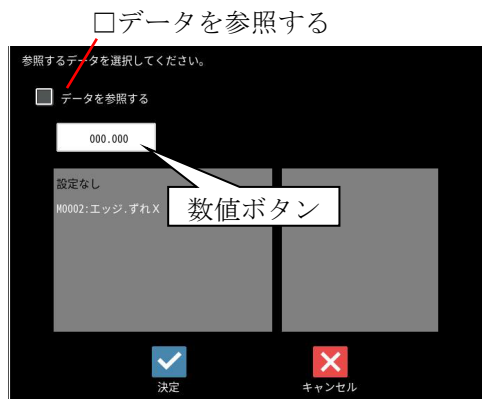 □データを参照する
参照するデータを選択してください。
データを参照する
000.000
設定なし
M0002:エッジ.ずれX
数値ボタン
決定
キャンセル